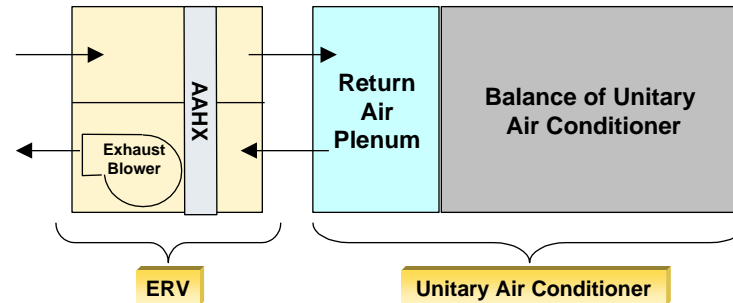 AAHX
Exhaust
Blower
Return
Air
Plenum
Balance of Unitary
Air Conditioner
ERV
Unitary Air Conditioner